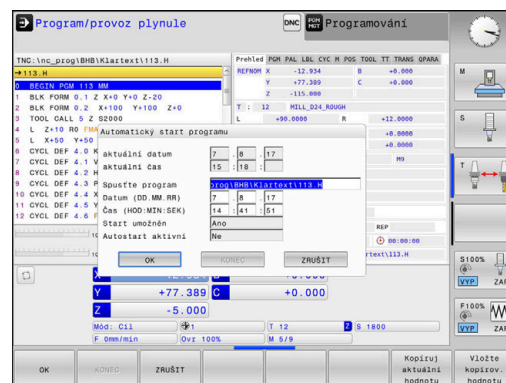 Program/provoz plynule
DNC
Programování
TNC:\nc_prog\BHB\Klartext\113.H
→113.H
0 BEGIN PGM 113 MM
1 BLK FORM 0.1 Z X+0 Y+0 Z-20
2 BLK FORM 0.2 X+100 Y+100 Z+0
3 TOOL CALL 5 Z S2000
4 L Z+10 R0 FMA
5 L X+50 Y+50
6 CYCL DEF 4.0 K
7 CYCL DEF 4.1 V
8 CYCL DEF 4.2 H
9 CYCL DEF 4.3 P
10 CYCL DEF 4.4 X
11 CYCL DEF 4.5 Y
12 CYCL DEF 4.6 F
Prehled PGM PAL LBL CYC M POS TOOL TT TRANS QPARA
REFNOM X -12.934 B +0.000
Y +77.389 C +0.000
Z -115.000
T : 12 MILL_D24_ROUGH
L +90.0000 R +12.0000
+0.0000
+0.0000
M9
REP
00:00:00
rtext\113.H
Automatický start programu
aktuální datum 7 .8 .17
aktuální čas 15 :18 :
Spusťte program prog\BHB\Klartext\113.H
Datum (DD.MM.RR) 7 .8 .17
Čas (HOD:MIN:SEK) 14 :41 :51
Start umožněn Ano
Autostart aktivní Ne
OK KONEC ZRUŠIT
X
Y +77.389 C +0.000
Z -5.000
Mód: Cíl 1 T 12 Z S 1800
F 0mm/min Ovr 100% M 5/9
M
S
T
S100%
VYP ZAP
F100%
VYP ZAP
OK KONEC ZRUŠIT Kopíruj aktuální hodnotu Vložte kopírov. hodnotu